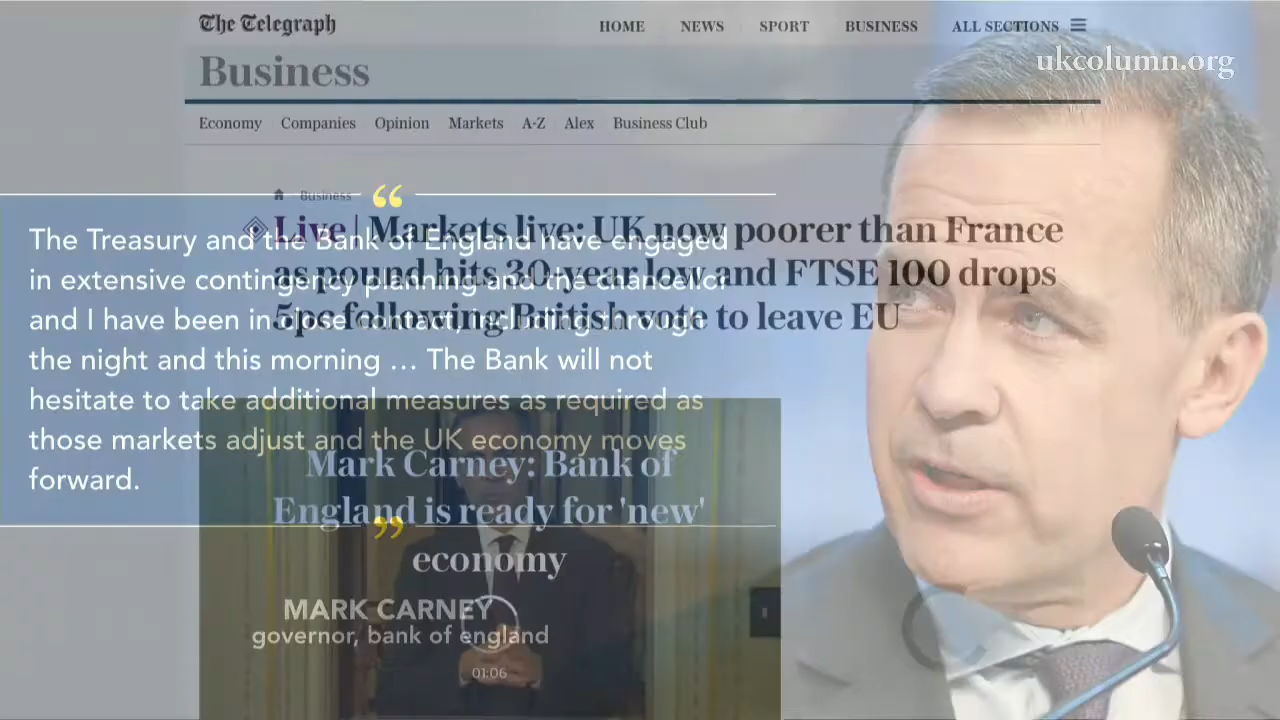 The Telegraph
HOME NEWS SPORT BUSINESS ALL SECTIONS
ukcolumn.org
Business
Economy Companies Opinion Markets A-Z Alex Business Club
Business
“
Live | Markets live: UK now poorer than France
as pound hits 30-year low and FTSE 100 drops
5pc following British vote to leave EU
The Treasury and the Bank of England have engaged
in extensive contingency planning and the chancellor
and I have been in close contact, including through
the night and this morning … The Bank will not
hesitate to take additional measures as required as
those markets adjust and the UK economy moves
forward.
”
Mark Carney: Bank of
England is ready for 'new'
economy
MARK CARNEY
governor, bank of england
01:06